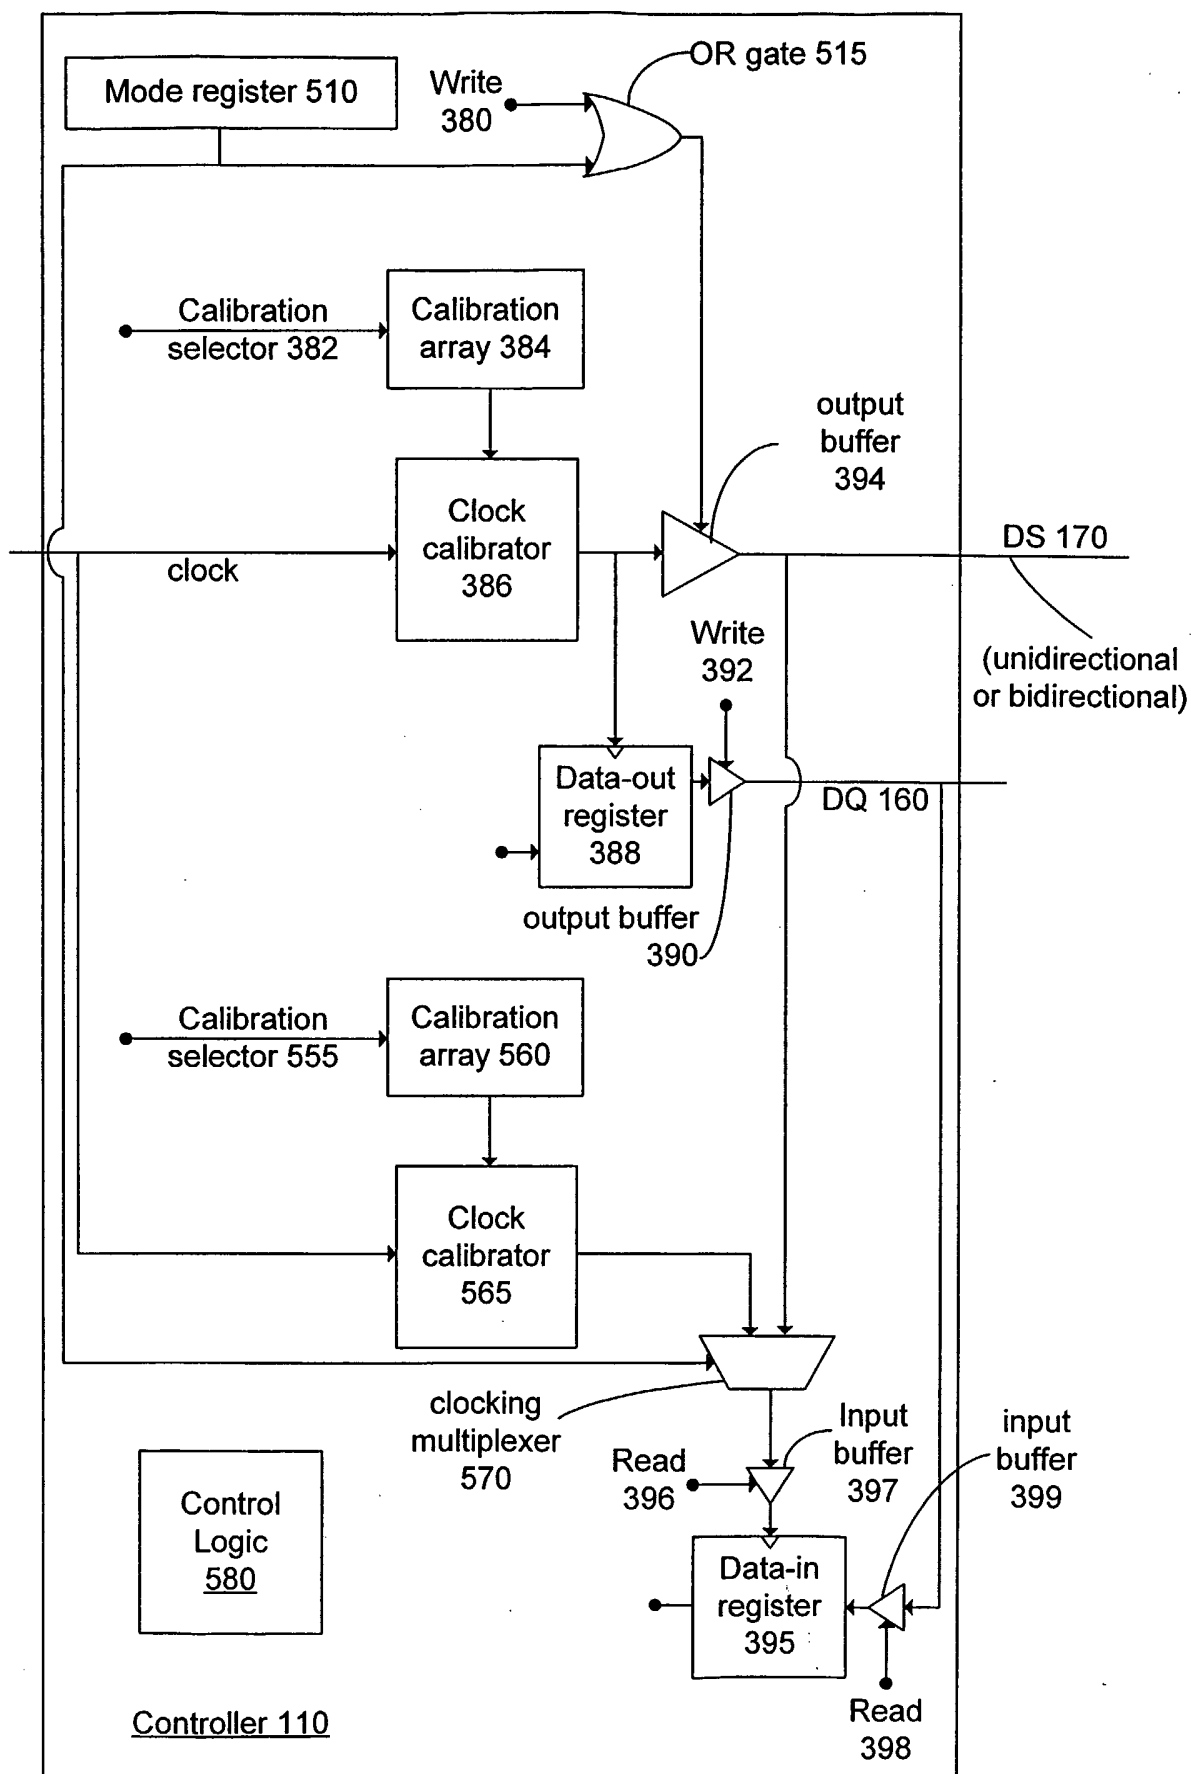 OR gate 515
Mode register 510
Write
380
Calibration
selector 382
Calibration
array 384
output
buffer
394
Clock
calibrator
386
clock
DS 170
(unidirectional
or bidirectional)
Write
392
Data-out
register
388
DQ 160
output buffer
390
Calibration
selector 555
Calibration
array 560
Clock
calibrator
565
clocking
multiplexer
570
Input
buffer
397
input
buffer
399
Read
396
Control
Logic
580
Data-in
register
395
Read
398
Controller 110